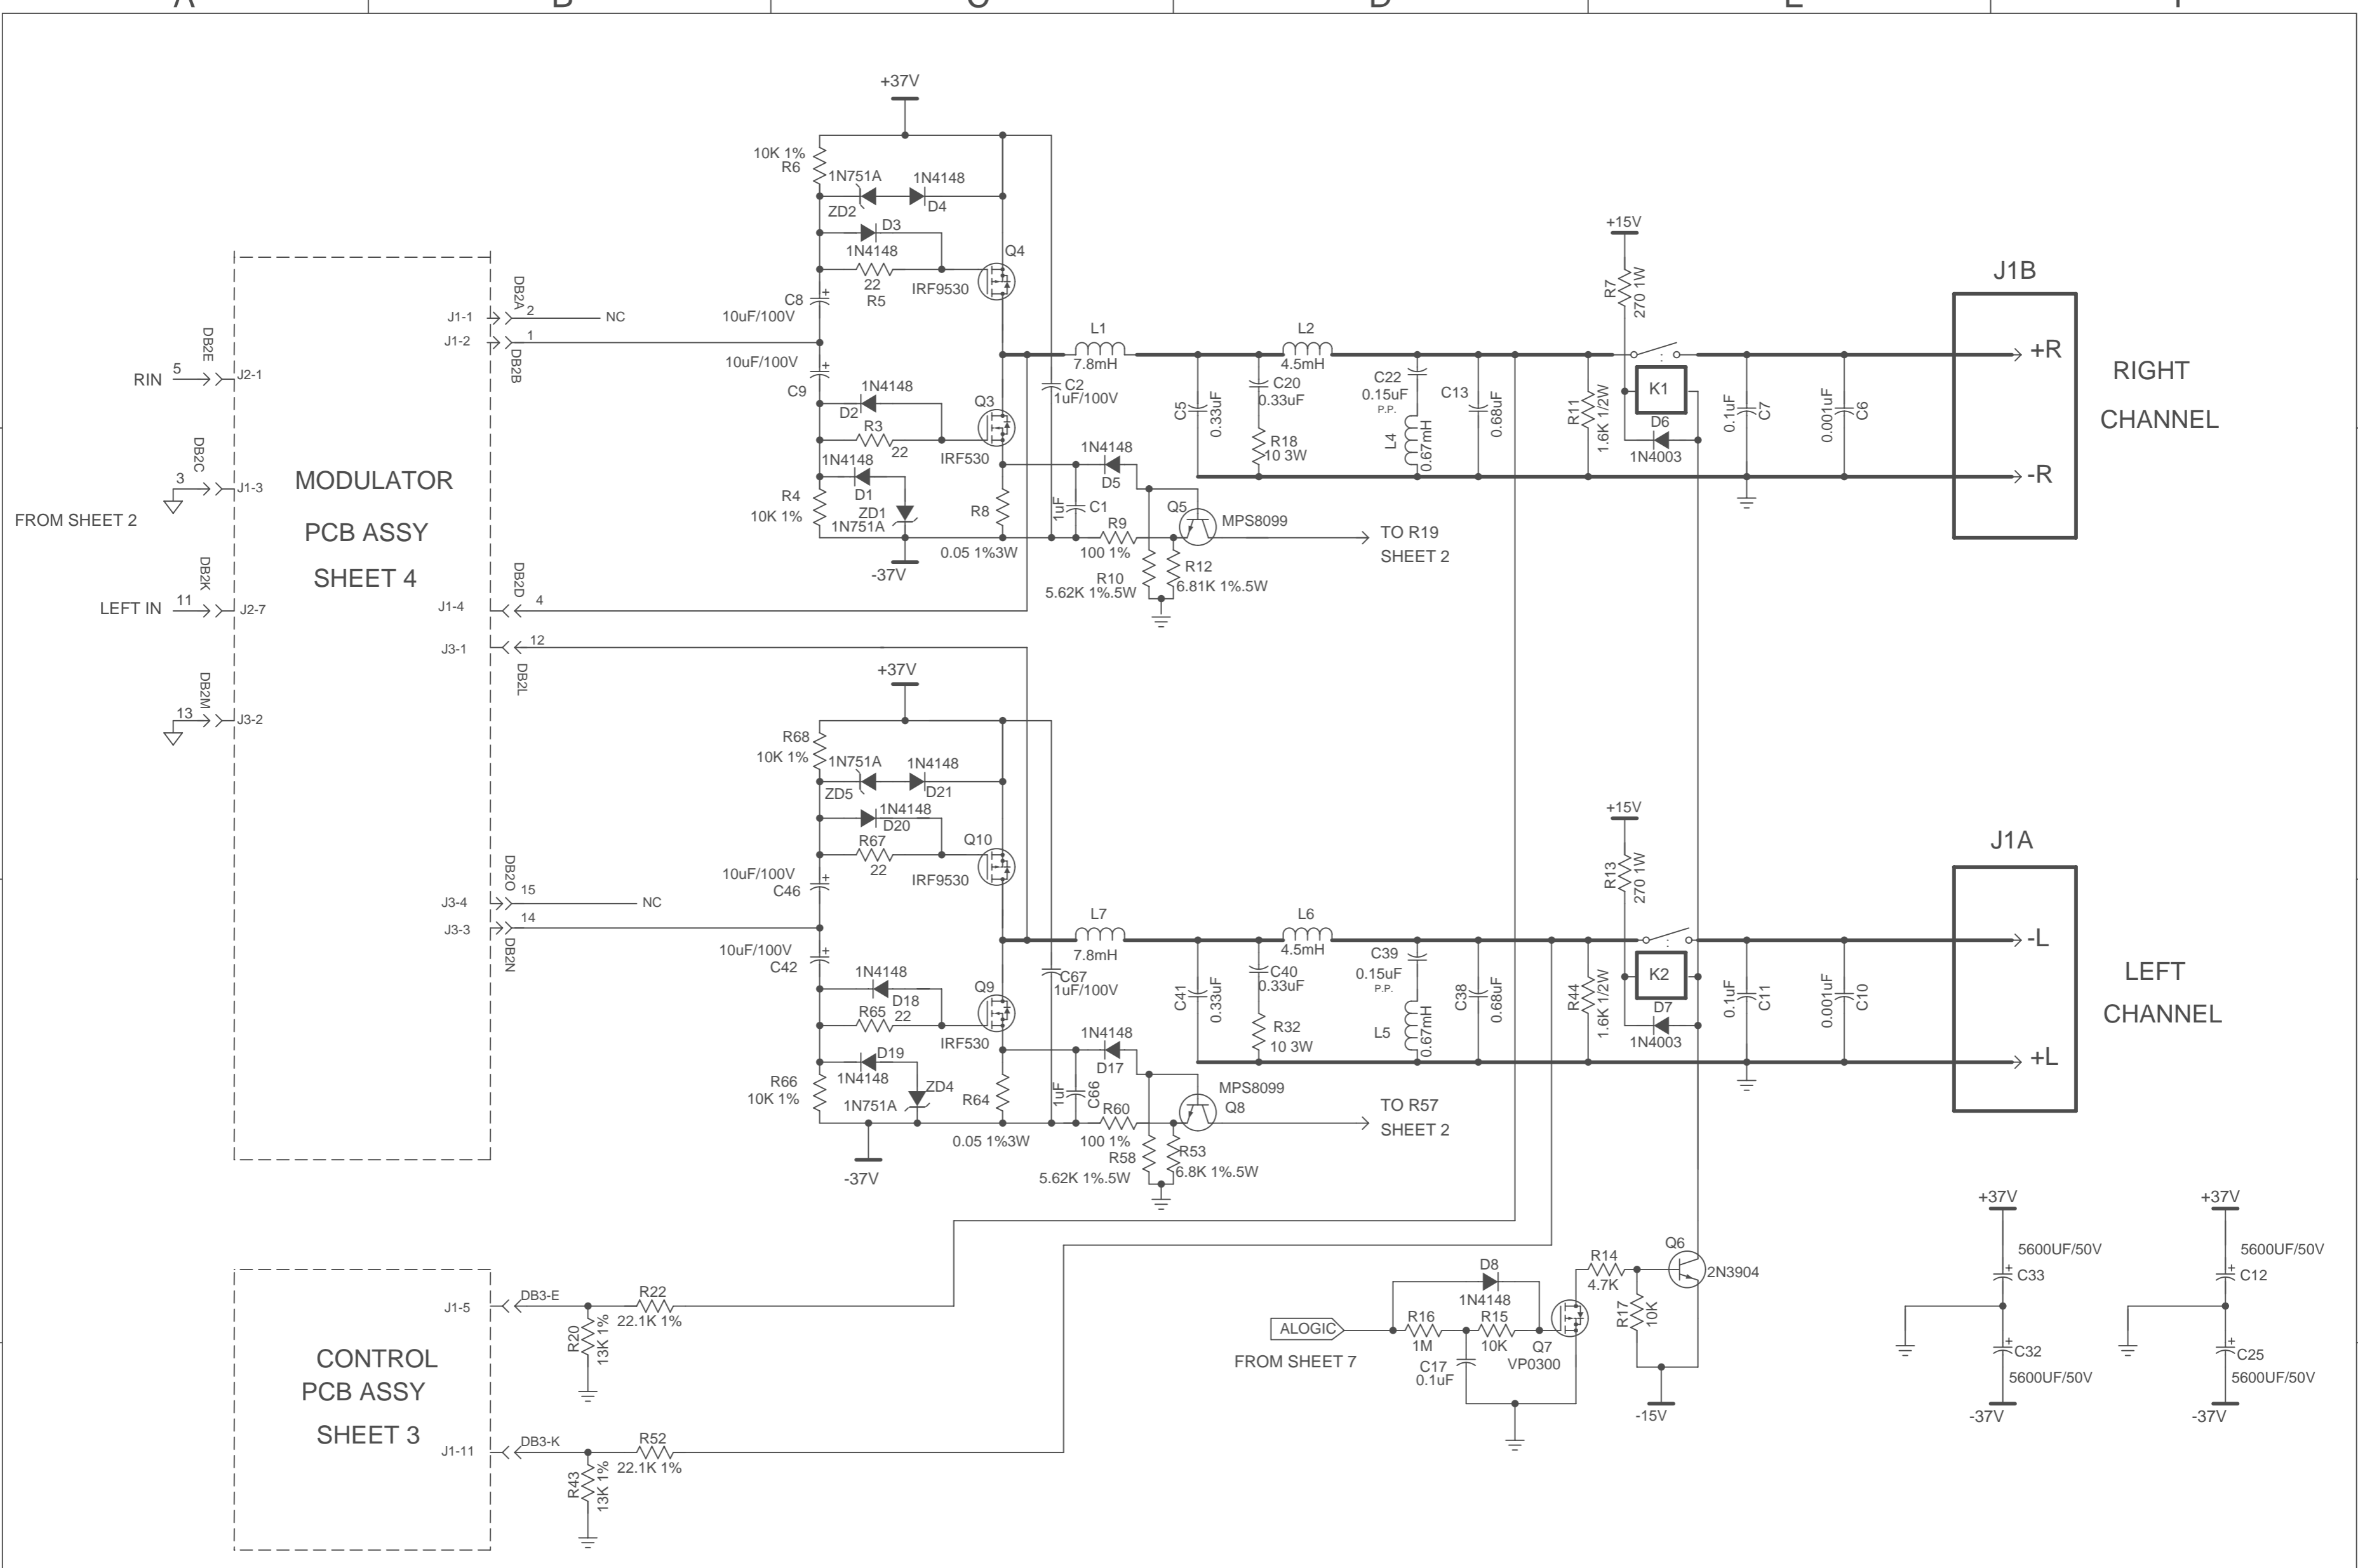 A B C D E F
+37V
10K 1%
R6
1N751A
ZD2
1N4148
D4
D3
1N4148
22
R5
Q4
IRF9530
C8
10uF/100V
10uF/100V
C9
1N4148
D2
R3
22
Q3
IRF530
1N4148
D1
ZD1
1N751A
R4
10K 1%
-37V
R8
0.05 1%3W
1uF
C1
C2
1uF/100V
1N4148
D5
R9
100 1%
R10
5.62K 1%.5W
R12
6.81K 1%.5W
Q5
MPS8099
TO R19
SHEET 2
L1
7.8mH
L2
4.5mH
C5
0.33uF
C20
0.33uF
R18
10 3W
C22
0.15uF
P.P.
L4
0.67mH
C13
0.68uF
R11
1.6K 1/2W
+15V
R7
270 1W
K1
D6
1N4003
0.1uF
C7
0.001uF
C6
J1B
+R
-R
RIGHT
CHANNEL
FROM SHEET 2
RIN
5
DB2E
J2-1
DB2C
3
J1-3
DB2K
LEFT IN
11
J2-7
DB2M
13
J3-2
MODULATOR
PCB ASSY
SHEET 4
J1-1
DB2A
2
NC
J1-2
1
DB2B
DB2D
J1-4
4
J3-1
12
DB2L
DB2O
J3-4
15
NC
J3-3
14
DB2N
+37V
R68
10K 1%
1N751A
ZD5
1N4148
D21
1N4148
D20
R67
22
Q10
IRF9530
10uF/100V
C46
10uF/100V
C42
1N4148
D18
R65
22
Q9
IRF530
D19
1N4148
ZD4
1N751A
R66
10K 1%
-37V
R64
0.05 1%3W
1uF
C66
C67
1uF/100V
1N4148
D17
R60
100 1%
R58
5.62K 1%.5W
R53
6.8K 1%.5W
MPS8099
Q8
TO R57
SHEET 2
L7
7.8mH
L6
4.5mH
C41
0.33uF
C40
0.33uF
R32
10 3W
C39
0.15uF
P.P.
L5
0.67mH
C38
0.68uF
R44
1.6K 1/2W
+15V
R13
270 1W
K2
D7
1N4003
0.1uF
C11
0.001uF
C10
J1A
-L
+L
LEFT
CHANNEL
CONTROL
PCB ASSY
SHEET 3
J1-5
DB3-E
R22
22.1K 1%
R20
13K 1%
J1-11
DB3-K
R52
22.1K 1%
R43
13K 1%
ALOGIC
FROM SHEET 7
D8
1N4148
R16
1M
R15
10K
C17
0.1uF
Q7
VP0300
R14
4.7K
R17
10K
Q6
2N3904
-15V
+37V
5600UF/50V
C33
C32
5600UF/50V
-37V
+37V
5600UF/50V
C12
C25
5600UF/50V
-37V